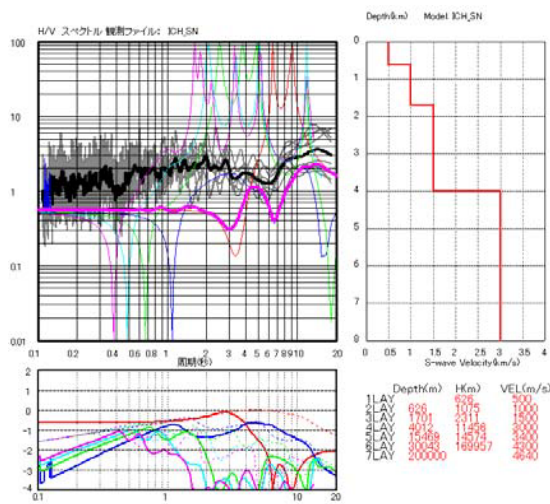 H/V スペクトル 観測ファイル: ICH_SN
100
10
1
0.1
0.01
0.1 0.2 0.4 0.6 0.8 1 2 3 4 5 6 7 8 9 10 20
周期(秒)
2
1
0
-1
-2
-3
-4
0.1 1 10 20
Depth(km) Model: ICH_SN
0
1
2
3
4
5
6
7
8
0 0.5 1 1.5 2 2.5 3 3.5 4
S-wave Velocity(km/s)
Depth(m) H(m) VEL(m/s)
1LAY 626 500
2LAY 626 1075 1000
3LAY 1701 2311 1500
4LAY 4012 11456 3000
5LAY 15469 14574 3400
6LAY 30043 169957
7LAY 200000 4640